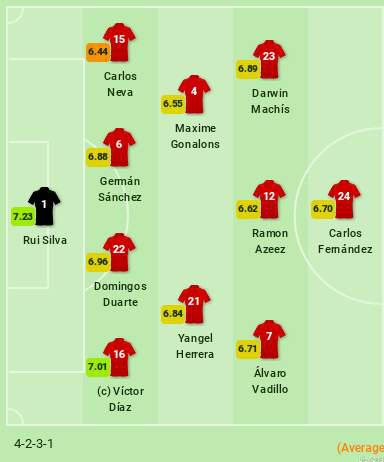 15
6.44
Carlos
Neva
23
6.89
Darwin
Machís
4
6.55
Maxime
Gonalons
6
6.88
Germán
Sánchez
1
7.23
Rui Silva
12
6.62
Ramon
Azeez
24
6.70
Carlos
Fernández
22
6.96
Domingos
Duarte
21
6.84
Yangel
Herrera
16
7.01
(c) Víctor
Díaz
7
6.71
Álvaro
Vadillo
4-2-3-1
(Average